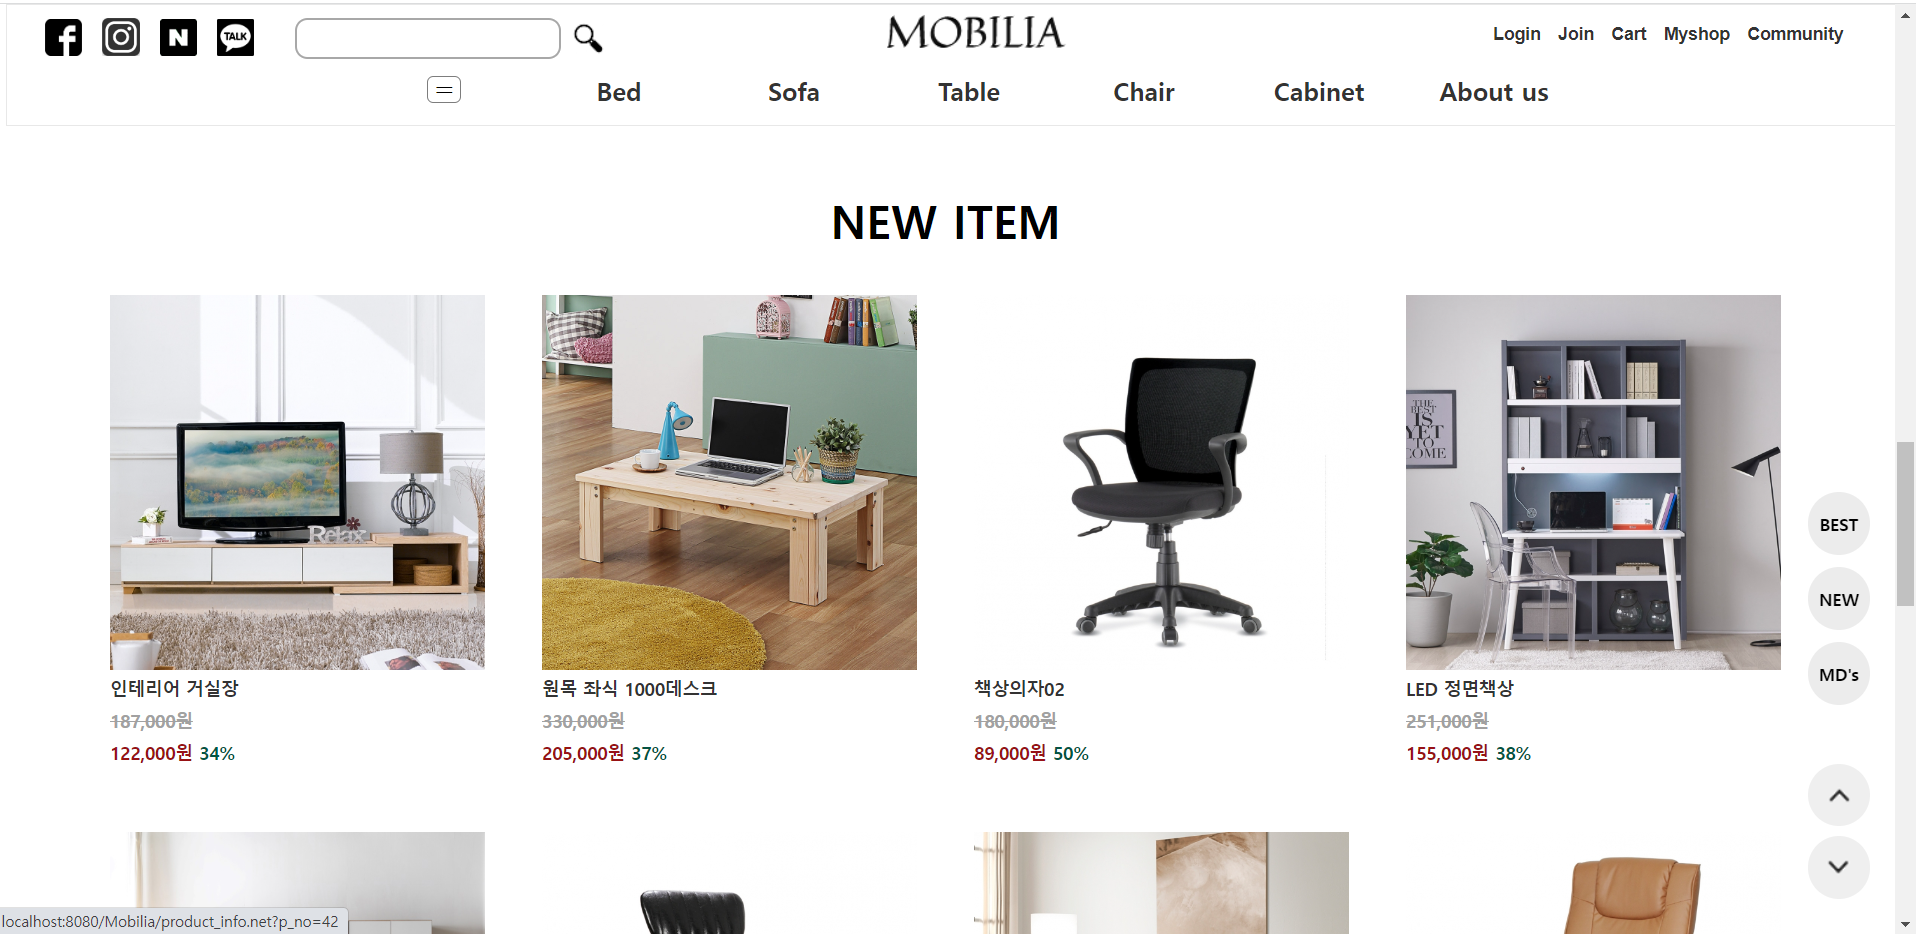 N
TALK
MOBILIA
Login Join Cart Myshop Community
Bed Sofa Table Chair Cabinet About us
NEW ITEM
Relax
THE
BEST
IS
YET
TO
COME
인테리어 거실장
187,000원
122,000원 34%
원목 좌식 1000데스크
330,000원
205,000원 37%
책상의자02
180,000원
89,000원 50%
LED 정면책상
251,000원
155,000원 38%
BEST
NEW
MD's
localhost:8080/Mobilia/product_info.net?p_no=42